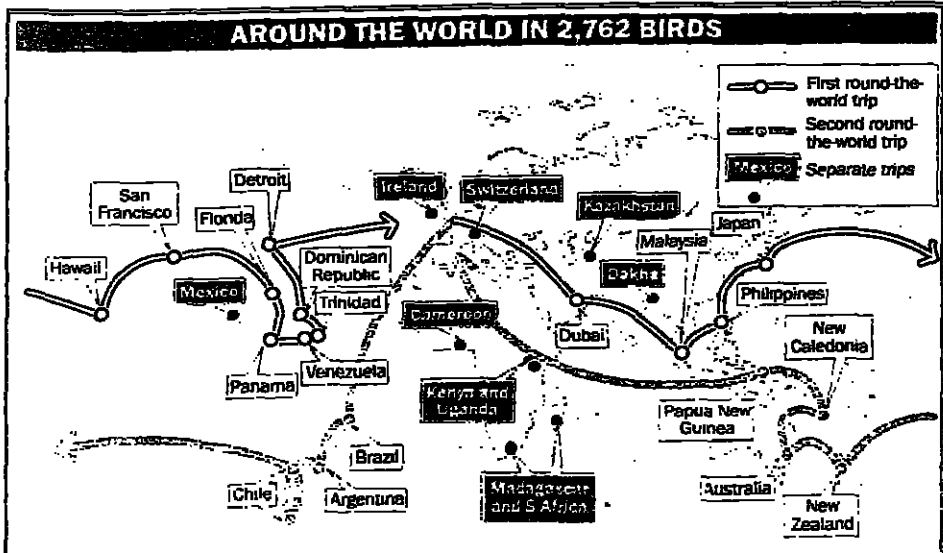 AROUND THE WORLD IN 2,762 BIRDS
First round-the-
world trip
Second round-
the-world trip
Mexico Separate trips
San
Francisco
Detroit
Florida
Hawaii
Mexico
Ireland
Switzerland
Kazakhstan
Japan
Malaysia
Dominican
Republic
Trinidad
Dakha
Philippines
Cameroon
Dubai
New
Caledonia
Panama
Venezuela
Kenya and
Uganda
Papua New
Guinea
Brazil
Chile
Argentina
Madagascar
and S Africa
Australia
New
Zealand